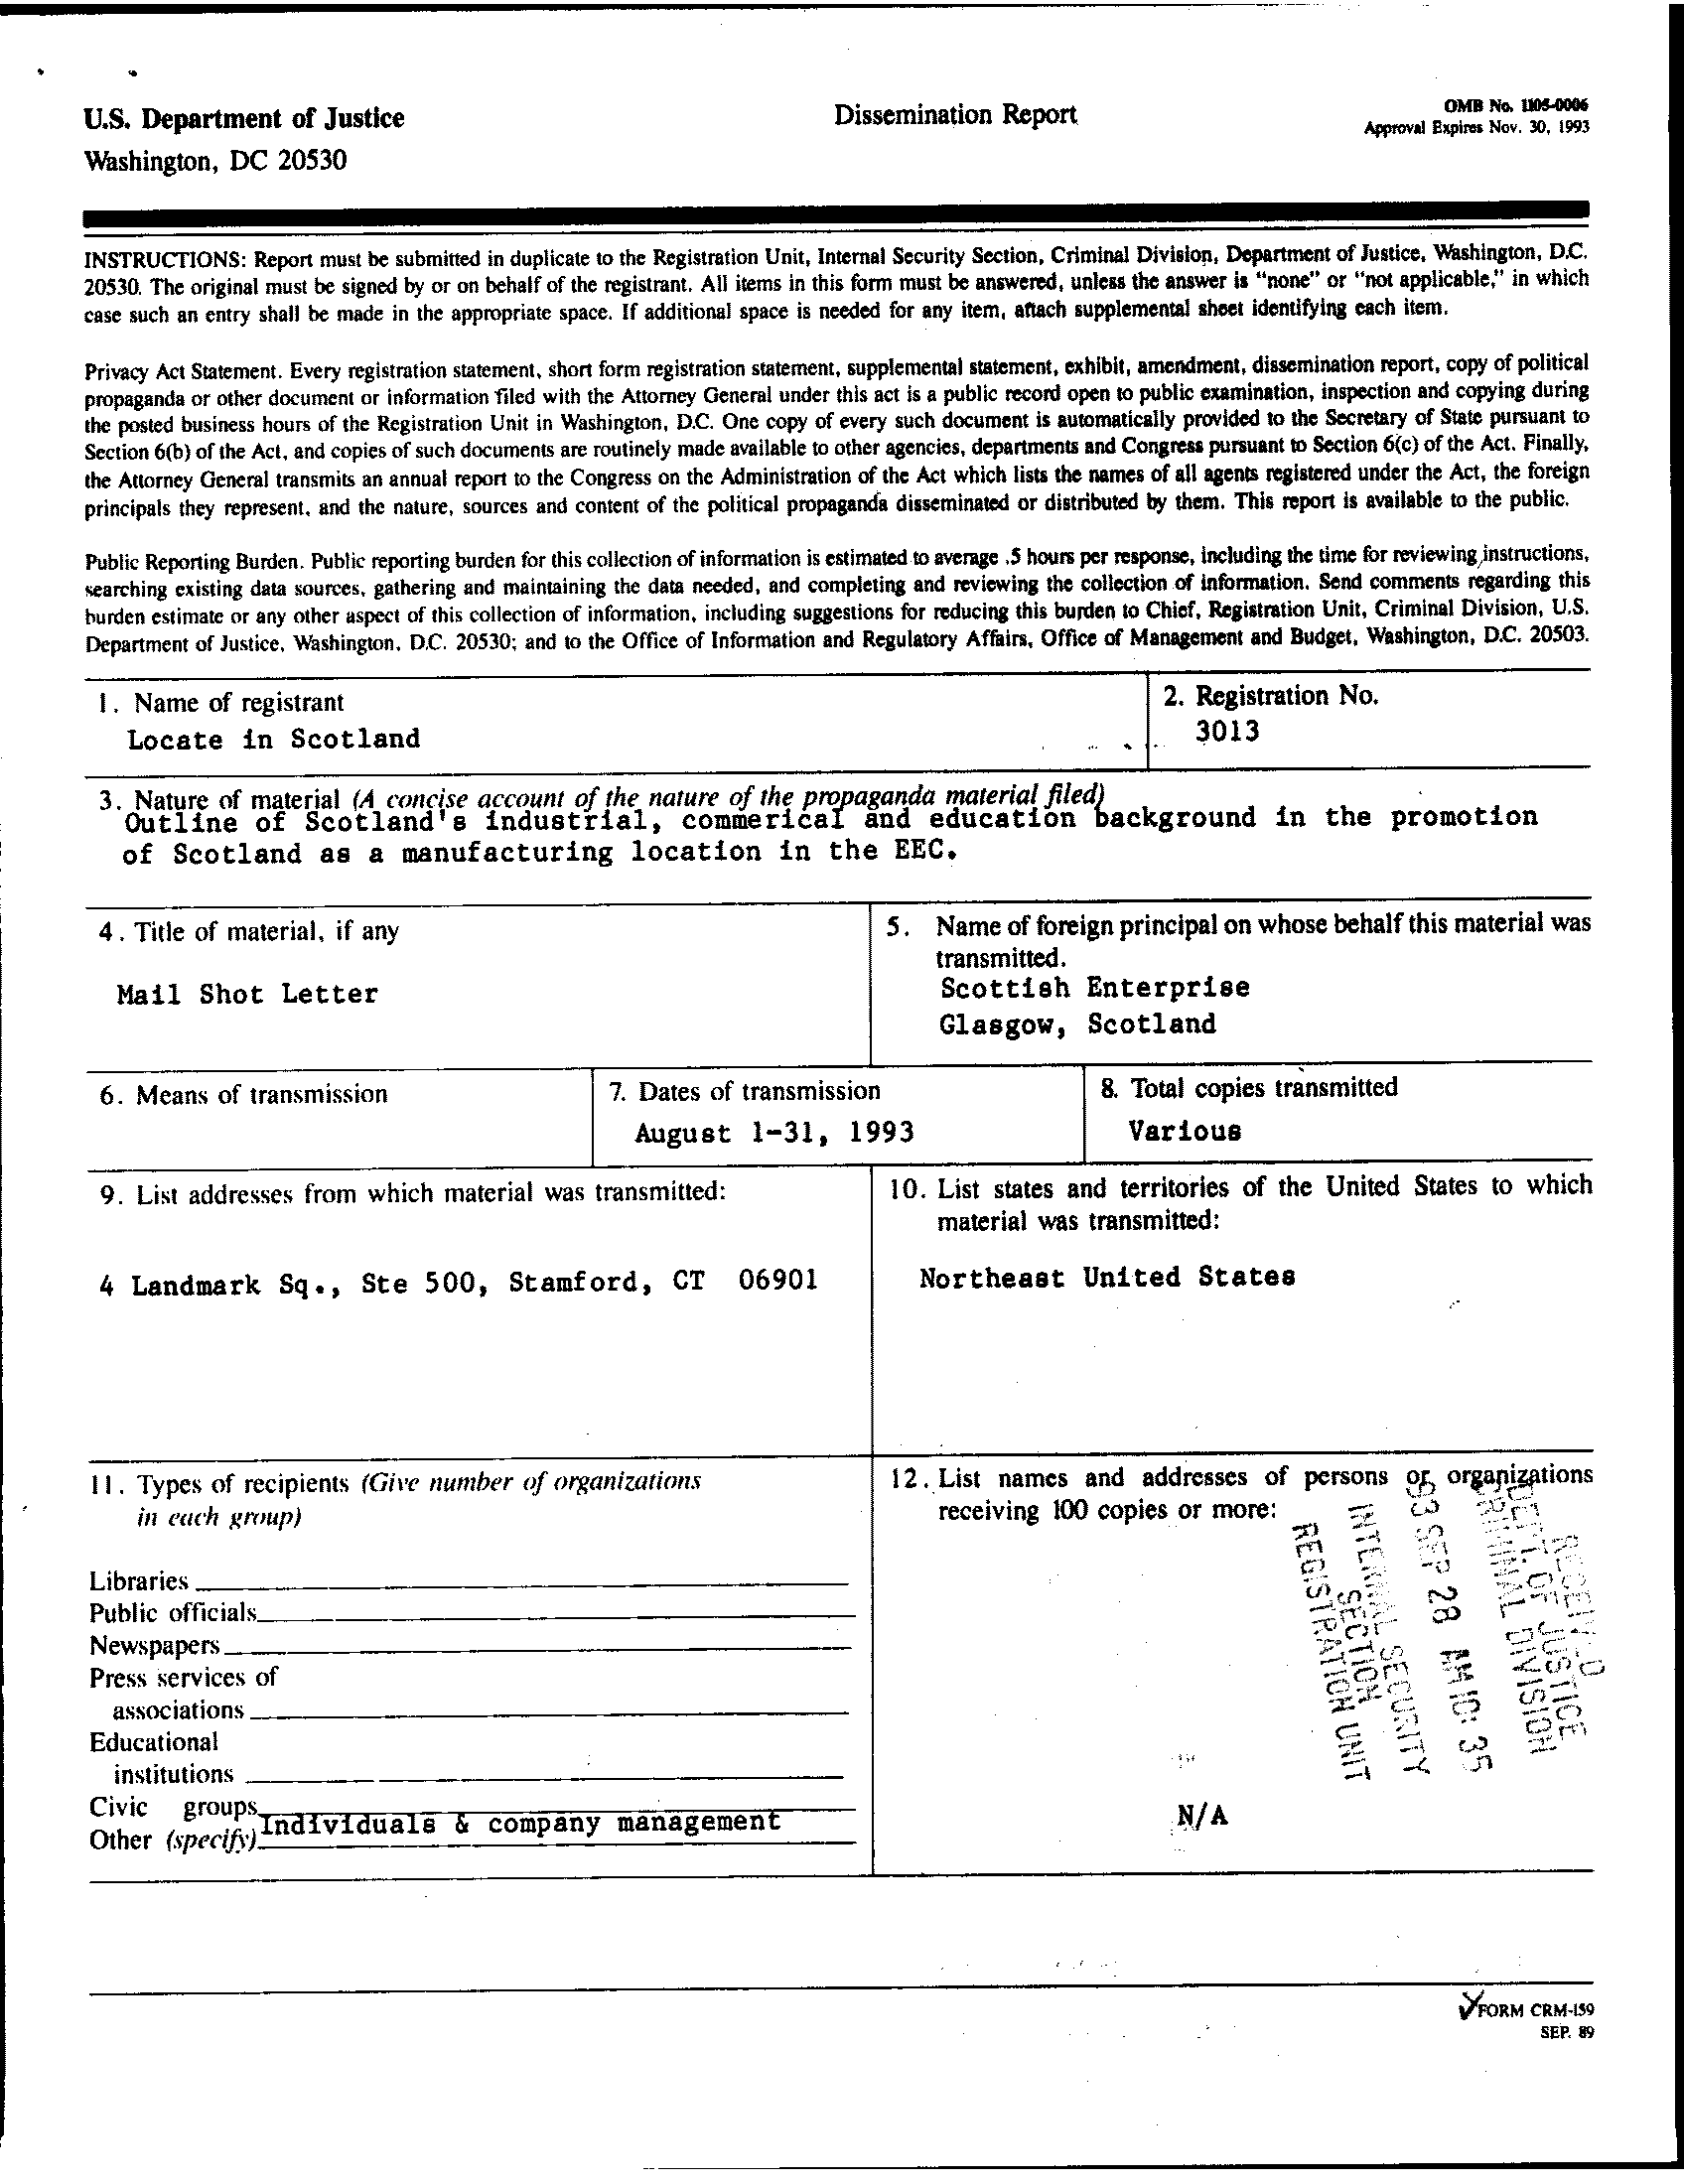 U.S. Department of Justice
Washington, DC 20530
Dissemination Report
OMB No. 1105-0006
Approval Expires Nov. 30, 1993
INSTRUCTIONS: Report must be submitted in duplicate to the Registration Unit, Internal Security Section, Criminal Division, Department of Justice, Washington, D.C.
20530. The original must be signed by or on behalf of the registrant. All items in this form must be answered, unless the answer is "none" or "not applicable," in which
case such an entry shall be made in the appropriate space. If additional space is needed for any item, attach supplemental sheet identifying each item.
Privacy Act Statement. Every registration statement, short form registration statement, supplemental statement, exhibit, amendment, dissemination report, copy of political
propaganda or other document or information filed with the Attorney General under this act is a public record open to public examination, inspection and copying during
the posted business hours of the Registration Unit in Washington, D.C. One copy of every such document is automatically provided to the Secretary of State pursuant to
Section 6(b) of the Act, and copies of such documents are routinely made available to other agencies, departments and Congress pursuant to Section 6(c) of the Act. Finally,
the Attorney General transmits an annual report to the Congress on the Administration of the Act which lists the names of all agents registered under the Act, the foreign
principals they represent, and the nature, sources and content of the political propaganda disseminated or distributed by them. This report is available to the public.
Public Reporting Burden. Public reporting burden for this collection of information is estimated to average .5 hours per response, including the time for reviewing instructions,
searching existing data sources, gathering and maintaining the data needed, and completing and reviewing the collection of information. Send comments regarding this
burden estimate or any other aspect of this collection of information, including suggestions for reducing this burden to Chief, Registration Unit, Criminal Division, U.S.
Department of Justice, Washington, D.C. 20530; and to the Office of Information and Regulatory Affairs, Office of Management and Budget, Washington, D.C. 20503.
1. Name of registrant
Locate in Scotland
2. Registration No.
3013
3. Nature of material (A concise account of the nature of the propaganda material filed)
Outline of Scotland's industrial, commerical and education background in the promotion
of Scotland as a manufacturing location in the EEC.
4. Title of material, if any
Mail Shot Letter
5. Name of foreign principal on whose behalf this material was
transmitted.
Scottish Enterprise
Glasgow, Scotland
6. Means of transmission
7. Dates of transmission
August 1-31, 1993
8. Total copies transmitted
Various
9. List addresses from which material was transmitted:
4 Landmark Sq., Ste 500, Stamford, CT 06901
10. List states and territories of the United States to which
material was transmitted:
Northeast United States
11. Types of recipients (Give number of organizations
in each group)
Libraries
Public officials
Newspapers
Press services of
associations
Educational
institutions
Civic groups
Other (specify) Individuals & company management
12. List names and addresses of persons or organizations
receiving 100 copies or more:
N/A
RECEIVED
DEPT. OF JUSTICE
CRIMINAL DIVISION
93 SEP 28 AM 10: 35
INTERNAL SECURITY
SECTION
REGISTRATION UNIT
FORM CRM-159
SEP. 89